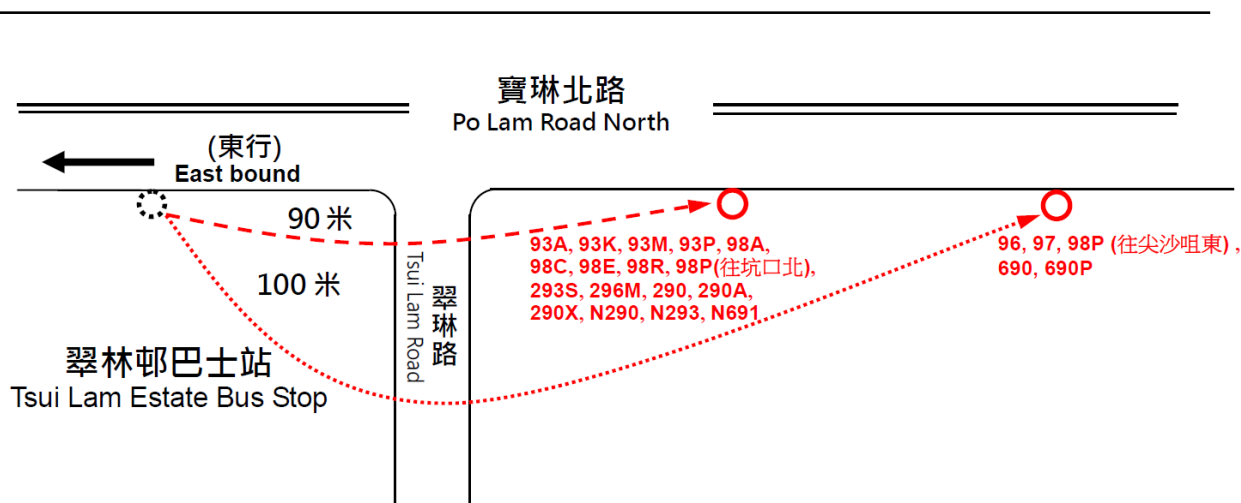 寶琳北路
Po Lam Road North
(東行)
East bound
90 米
100 米
93A, 93K, 93M, 93P, 98A,
98C, 98E, 98R, 98P(往坑口北),
293S, 296M, 290, 290A,
290X, N290, N293, N691
96, 97, 98P (往尖沙咀東) ,
690, 690P
Tsui Lam Road
翠琳路
翠林邨巴士站
Tsui Lam Estate Bus Stop